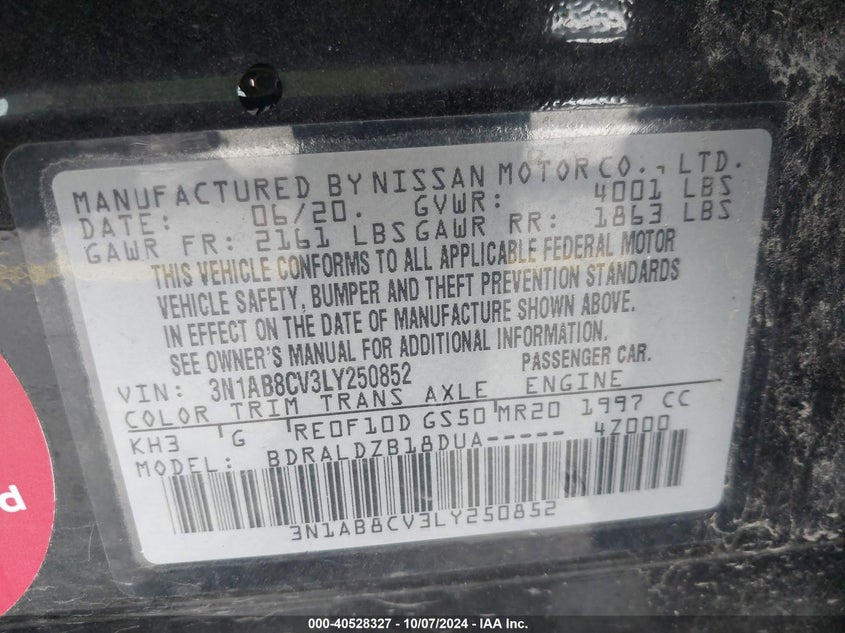 MANUFACTURED BY NISSAN MOTOR CO., LTD.
DATE: 06/20. GVWR: 4001 LBS
GAWR FR: 2161 LBS GAWR RR: 1863 LBS
THIS VEHICLE CONFORMS TO ALL APPLICABLE FEDERAL MOTOR
VEHICLE SAFETY, BUMPER AND THEFT PREVENTION STANDARDS
IN EFFECT ON THE DATE OF MANUFACTURE SHOWN ABOVE.
SEE OWNER'S MANUAL FOR ADDITIONAL INFORMATION.
PASSENGER CAR.
VIN: 3N1AB8CV3LY250852
COLOR TRIM TRANS AXLE ENGINE
KH3 G RE0F10D GS50 MR20 1997 CC
MODEL: BDRALDZB18DUA----- 4Z000
3N1AB8CV3LY250852
d
000-40528327 - 10/07/2024 - IAA Inc.